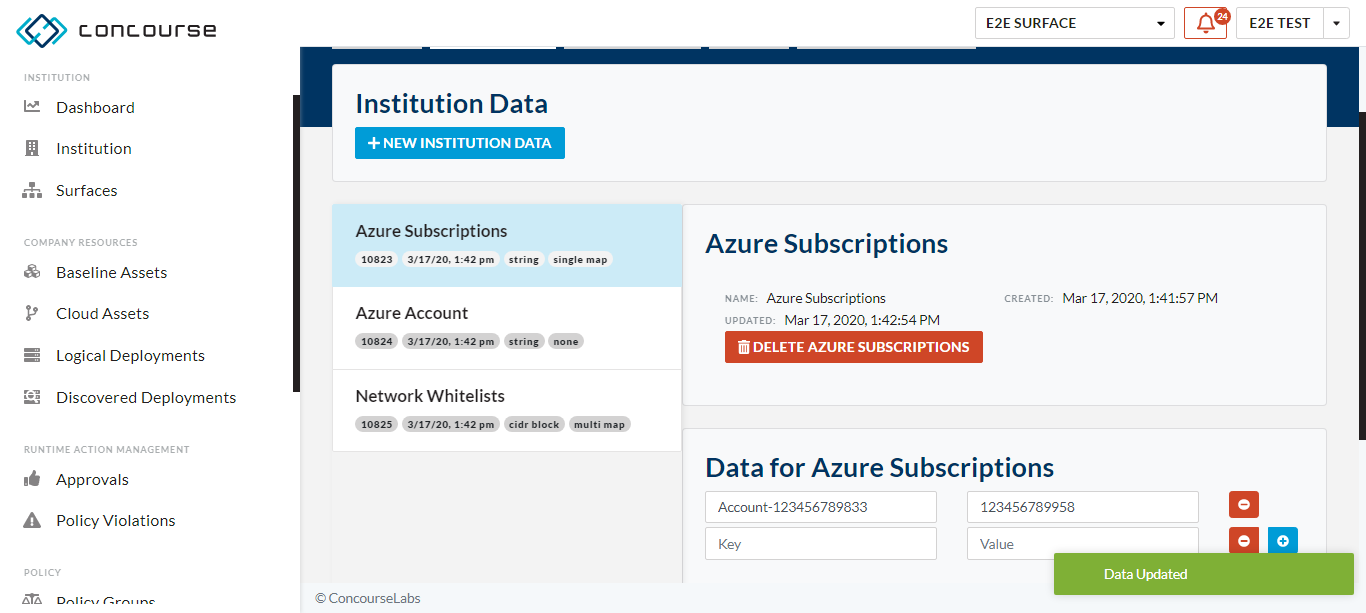 concourse
E2E SURFACE
24
E2E TEST
INSTITUTION
Dashboard
Institution
Surfaces
COMPANY RESOURCES
Baseline Assets
Cloud Assets
Logical Deployments
Discovered Deployments
RUNTIME ACTION MANAGEMENT
Approvals
Policy Violations
POLICY
Policy Groups
Institution Data
NEW INSTITUTION DATA
Azure Subscriptions
10823 3/17/20, 1:42 pm string single map
Azure Account
10824 3/17/20, 1:42 pm string none
Network Whitelists
10825 3/17/20, 1:42 pm cidr block multi map
Azure Subscriptions
NAME: Azure Subscriptions CREATED: Mar 17, 2020, 1:41:57 PM
UPDATED: Mar 17, 2020, 1:42:54 PM
DELETE AZURE SUBSCRIPTIONS
Data for Azure Subscriptions
Account-123456789833 123456789958
Key Value
Data Updated
© ConcourseLabs